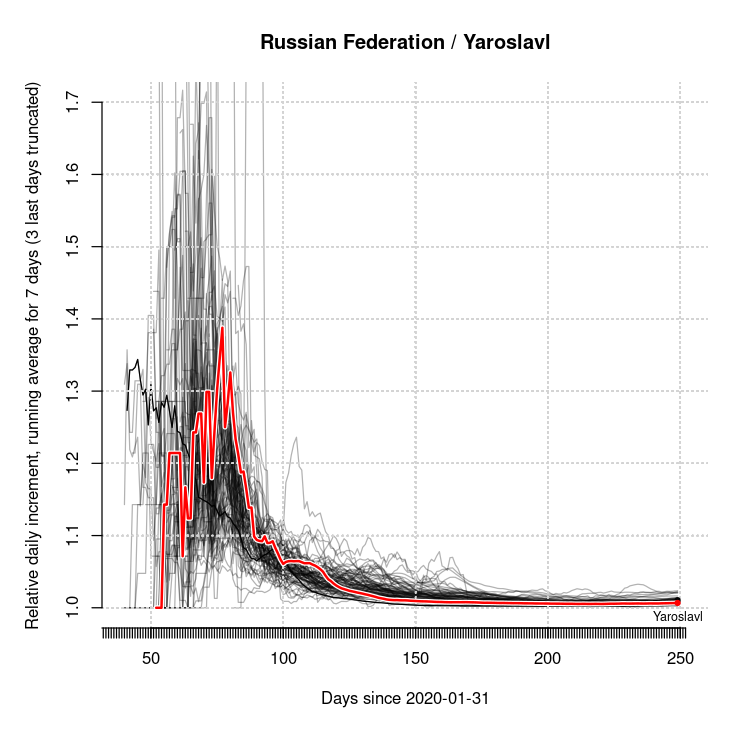 Russian Federation / Yaroslavl
Relative daily increment, running average for 7 days (3 last days truncated)
1.7
1.6
1.5
1.4
1.3
1.2
1.1
1.0
Yaroslavl
50 100 150 200 250
Days since 2020-01-31